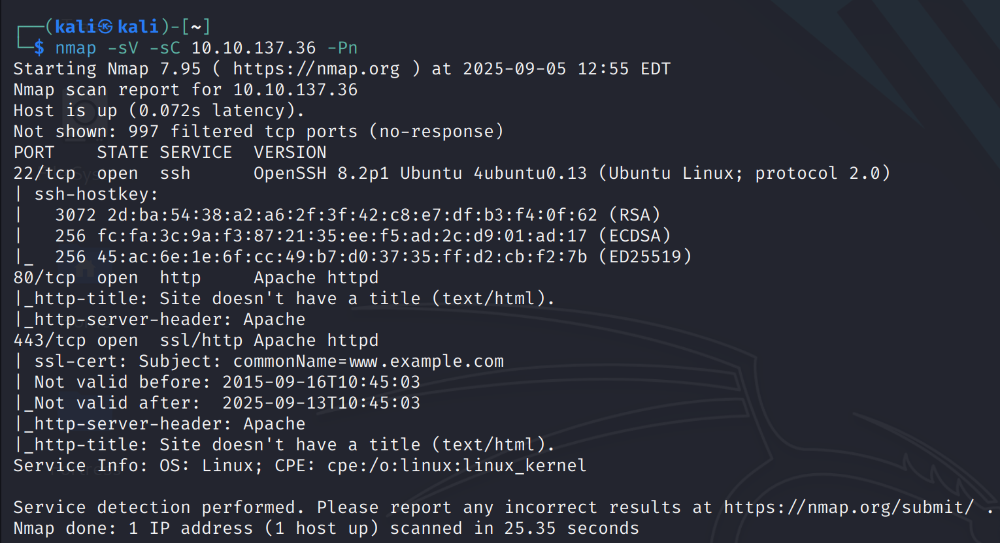 ┌──(kali㉿kali)-[~]
└─$ nmap -sV -sC 10.10.137.36 -Pn
Starting Nmap 7.95 ( https://nmap.org ) at 2025-09-05 12:55 EDT
Nmap scan report for 10.10.137.36
Host is up (0.072s latency).
Not shown: 997 filtered tcp ports (no-response)
PORT    STATE SERVICE  VERSION
22/tcp  open  ssh      OpenSSH 8.2p1 Ubuntu 4ubuntu0.13 (Ubuntu Linux; protocol 2.0)
| ssh-hostkey:
|   3072 2d:ba:54:38:a2:a6:2f:3f:42:c8:e7:df:b3:f4:0f:62 (RSA)
|   256 fc:fa:3c:9a:f3:87:21:35:ee:f5:ad:2c:d9:01:ad:17 (ECDSA)
|_  256 45:ac:6e:1e:6f:cc:49:b7:d0:37:35:ff:d2:cb:f2:7b (ED25519)
80/tcp  open  http     Apache httpd
|_http-title: Site doesn't have a title (text/html).
|_http-server-header: Apache
443/tcp open  ssl/http Apache httpd
| ssl-cert: Subject: commonName=www.example.com
| Not valid before: 2015-09-16T10:45:03
|_Not valid after:  2025-09-13T10:45:03
|_http-server-header: Apache
|_http-title: Site doesn't have a title (text/html).
Service Info: OS: Linux; CPE: cpe:/o:linux:linux_kernel

Service detection performed. Please report any incorrect results at https://nmap.org/submit/ .
Nmap done: 1 IP address (1 host up) scanned in 25.35 seconds